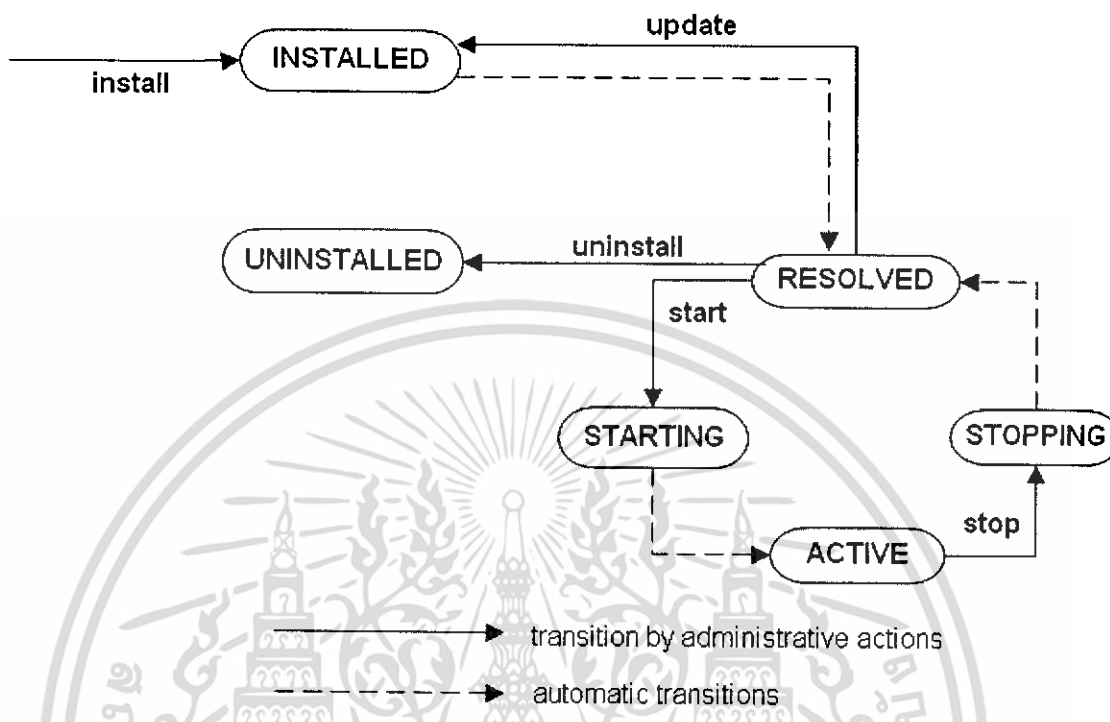 install
INSTALLED
update
UNINSTALLED
uninstall
RESOLVED
start
STARTING
STOPPING
stop
ACTIVE
transition by administrative actions
automatic transitions